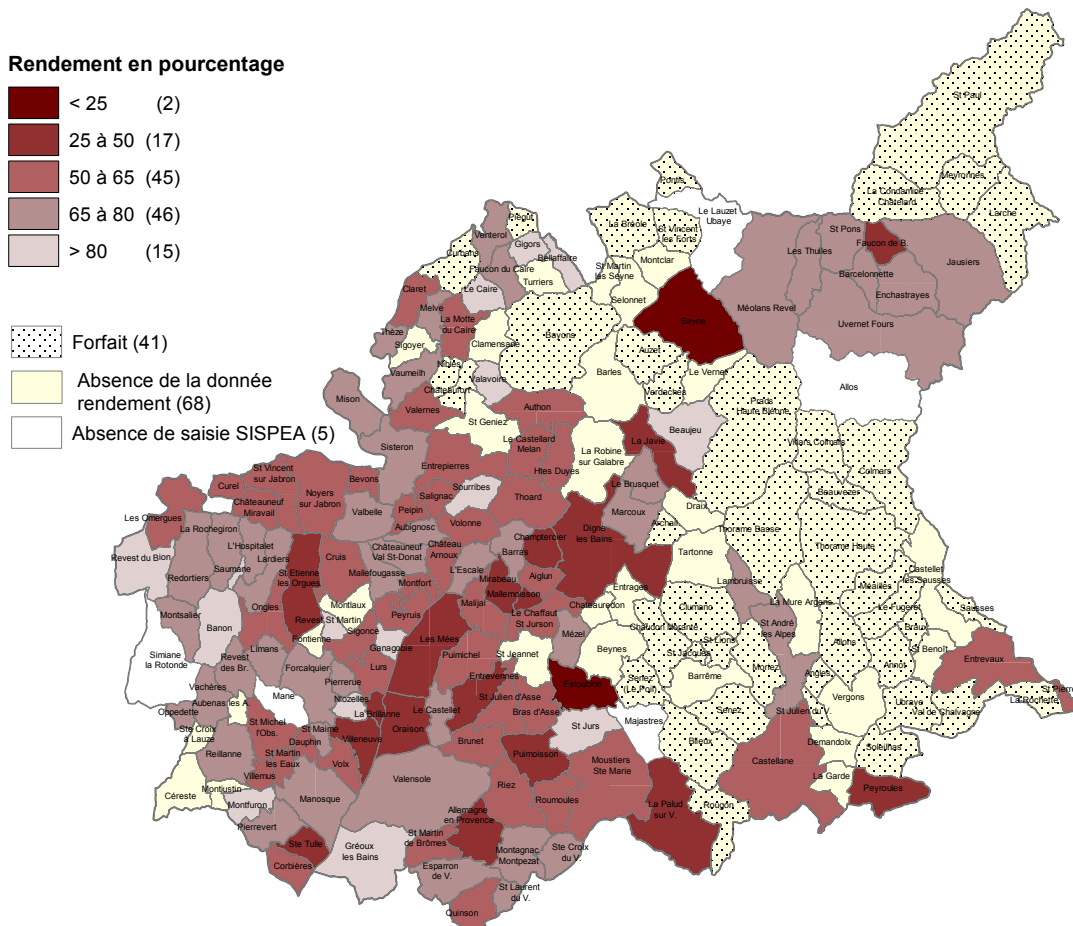 Rendement en pourcentage
< 25 (2)
25 à 50 (17)
50 à 65 (45)
65 à 80 (46)
> 80 (15)
Forfait (41)
Absence de la donnée
rendement (68)
Absence de saisie SISPEA (5)
St Paul
Pontis
Meyronnes
La Condamine
Châtelard
Larche
Le Lauzet
Ubaye
La Bréole
St Vincent
les Forts
St Pons
Faucon de B.
Les Thuiles
Jausiers
Barcelonnette
Enchastrayes
Méolans Revel
Uvernet Fours
Piégut
Venterol
Gigors
Bellaffaire
Curbans
Faucon du Caire
Turriers
St Martin
les Seyne
Montclar
Selonnet
Seyne
Claret
Le Caire
Melve
La Motte
du Caire
Thèze
Sigoyer
Clamensane
Bayons
Auzet
Vaumeilh
Nibles
Châteaufort
Valavoire
Barles
Le Vernet
Verdaches
Allos
Mison
Valernes
Authon
Prads
Haute Bléone
St Geniez
Beaujeu
La Javie
Villars Colmars
Colmars
Sisteron
Le Castellard
Melan
La Robine
sur Galabre
Entrepierres
Htes Duyes
St Vincent
sur Jabron
Bevons
Curel
Noyers
sur Jabron
Sourribes
Salignac
Thoard
Le Brusquet
Marcoux
Draix
Beauvezer
Châteauneuf
Miravail
Les Omergues
Valbelle
Peipin
Aubignosc
Volonne
Archail
Thorame Basse
La Rochegiron
Champtercier
Digne
les Bains
Thorame Haute
L'Hospitalet
Lardiers
Cruis
Châteauneuf
Val St-Donat
Château
Arnoux
Barras
Tartonne
Revest du Bion
Saumane
Redortiers
St Etienne
les Orgues
Mallefougasse
Montfort
L'Escale
Mirabeau
Mallemoisson
Aiglun
Entrages
Lambruisse
Castellet
les Sausses
Méailles
Montsalier
Ongles
Montlaux
Revest
St Martin
Peyruis
Malijai
Le Chaffaut
St Jurson
Chateauredon
Clumanc
La Mure Argens
Le Fugeret
Sausses
Banon
Fontienne
Sigonce
Les Mées
Mézel
Chaudon Norante
St André
les Alpes
Braux
St Benoît
Simiane
la Rotonde
Limans
Ganagobie
Puimichel
St Jeannet
Beynes
St Lions
St Jacques
Allons
Annot
Entrevaux
Revest
des Br.
Forcalquier
Lurs
Entrevennes
Moriez
Vachères
Pierrerue
Estoublon
Senez
(Le Poil)
Barrême
Angles
Vergons
St Pierre
La Rochette
Oppedette
Aubenas les A.
Mane
Niozelles
La Brillanne
Le Castellet
St Julien d'Asse
Bras d'Asse
Senez
St Julien du V.
Ubraye
Val de Chalvagne
Ste Croix
à Lauze
St Michel
l'Obs.
St Maime
Dauphin
Villeneuve
Oraison
St Jurs
Majastres
Reillanne
St Martin
les Eaux
Volx
Brunet
Puimoisson
Blieux
Demandolx
Soleilhas
Villemus
Valensole
Moustiers
Ste Marie
Castellane
La Garde
Céreste
Montjustin
Montfuron
Manosque
Riez
Roumoules
La Palud
sur V.
Peyroules
Rougon
Pierrevert
Allemagne
en Provence
Ste Tulle
Gréoux
les Bains
St Martin
de Brômes
Montagnac
Montpezat
Ste Croix
du V.
Corbières
Esparron
de V.
St Laurent
du V.
Quinson